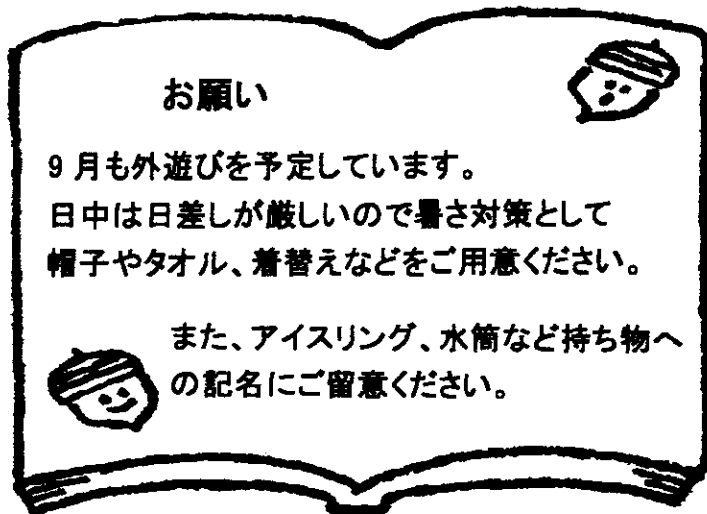 お願い
9月も外遊びを予定しています。
日中は日差しが厳しいので暑さ対策として
帽子やタオル、着替えなどをご用意ください。
また、アイスリング、水筒など持ち物へ
の記名にご留意ください。